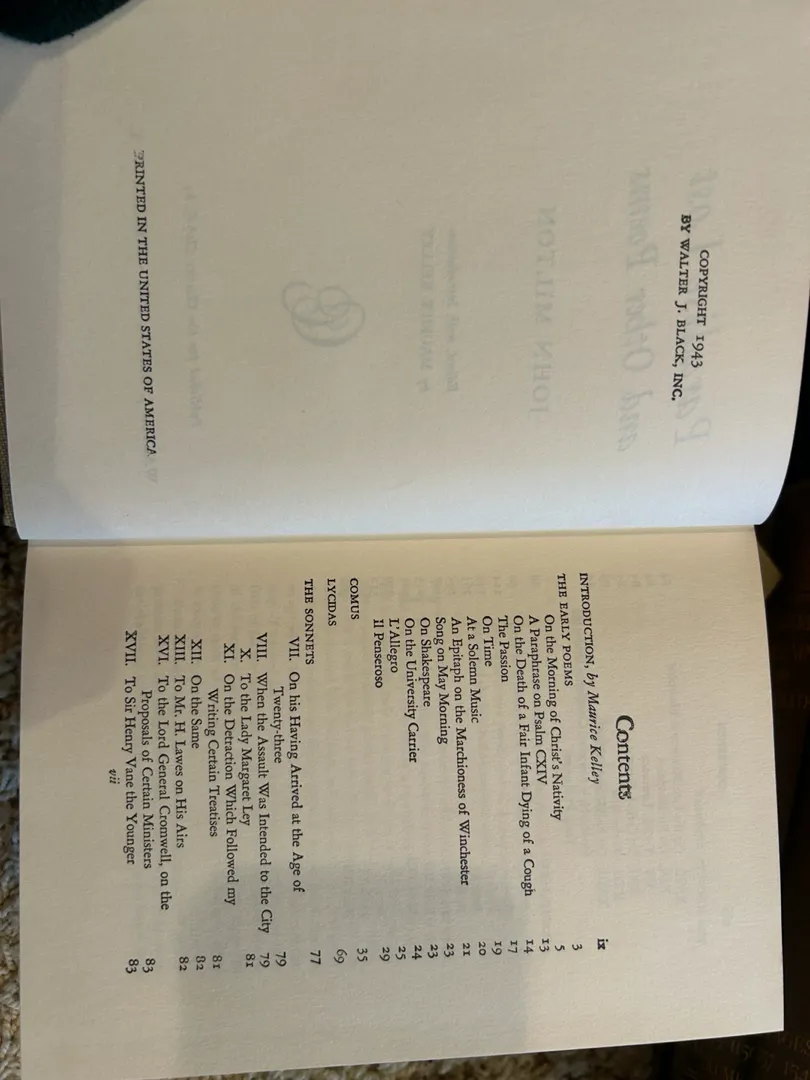 COPYRIGHT 1943
BY WALTER J. BLACK, INC.
PRINTED IN THE UNITED STATES OF AMERICA
Contents
INTRODUCTION, by Maurice Kelley ix
THE EARLY POEMS 3
On the Morning of Christ's Nativity 5
A Paraphrase on Psalm CXIV 13
On the Death of a Fair Infant Dying of a Cough 14
The Passion 17
On Time 19
At a Solemn Music 20
An Epitaph on the Marchioness of Winchester 21
Song on May Morning 23
On Shakespeare 23
On the University Carrier 24
L'Allegro 25
Il Penseroso 29
COMUS 35
LYCIDAS 69
THE SONNETS 77
VII. On his Having Arrived at the Age of
Twenty-three 79
VIII. When the Assault Was Intended to the City 79
X. To the Lady Margaret Ley 81
XI. On the Detraction Which Followed my
Writing Certain Treatises 81
XII. On the Same 82
XIII. To Mr. H. Lawes on His Airs 82
XVI. To the Lord General Cromwell, on the
Proposals of Certain Ministers 83
XVII. To Sir Henry Vane the Younger 83
vii